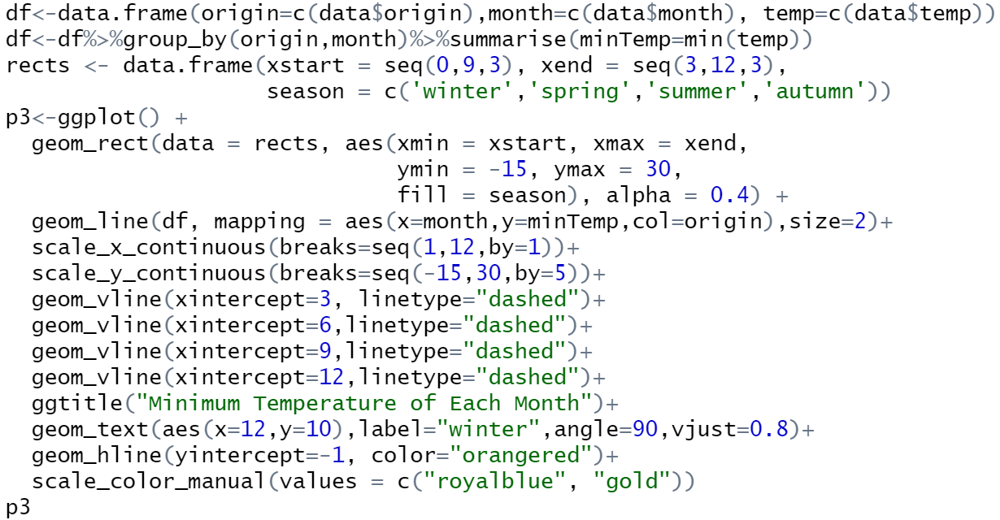 df<-data.frame(origin=c(data$origin),month=c(data$month), temp=c(data$temp))
df<-df%>%group_by(origin,month)%>%summarise(minTemp=min(temp))
rects <- data.frame(xstart = seq(0,9,3), xend = seq(3,12,3),
                    season = c('winter','spring','summer','autumn'))
p3<-ggplot() +
  geom_rect(data = rects, aes(xmin = xstart, xmax = xend,
                              ymin = -15, ymax = 30,
                              fill = season), alpha = 0.4) +
  geom_line(df, mapping = aes(x=month,y=minTemp,col=origin),size=2)+
  scale_x_continuous(breaks=seq(1,12,by=1))+
  scale_y_continuous(breaks=seq(-15,30,by=5))+
  geom_vline(xintercept=3, linetype="dashed")+
  geom_vline(xintercept=6,linetype="dashed")+
  geom_vline(xintercept=9,linetype="dashed")+
  geom_vline(xintercept=12,linetype="dashed")+
  ggtitle("Minimum Temperature of Each Month")+
  geom_text(aes(x=12,y=10),label="winter",angle=90,vjust=0.8)+
  geom_hline(yintercept=-1, color="orangered")+
  scale_color_manual(values = c("royalblue", "gold"))
p3